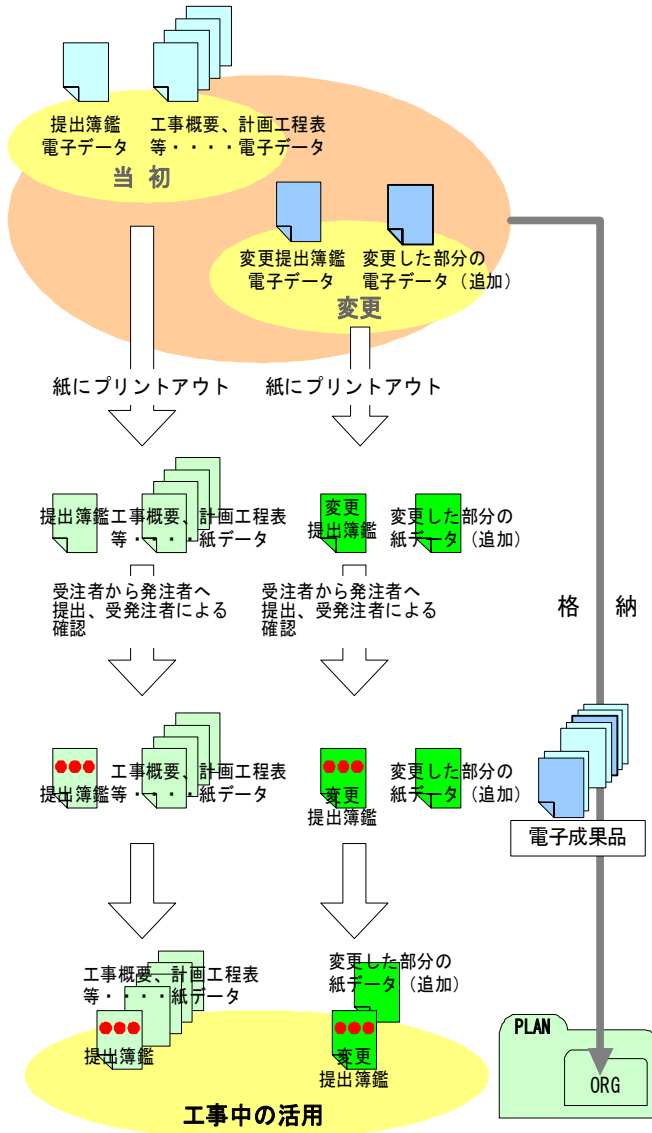 提出簿鑑
電子データ
工事概要、計画工程表
等・・・・電子データ
当 初
変更提出簿鑑
電子データ
変更した部分の
電子データ（追加）
変更
紙にプリントアウト
紙にプリントアウト
提出簿鑑
工事概要、計画工程表
等・・・・紙データ
変更
提出簿鑑
変更した部分の
紙データ（追加）
受注者から発注者へ
提出、受発注者による
確認
受注者から発注者へ
提出、受発注者による
確認
格 納
提出簿鑑
工事概要、計画工程表
等・・・・紙データ
変更
提出簿鑑
変更した部分の
紙データ（追加）
電子成果品
工事概要、計画工程表
等・・・・紙データ
提出簿鑑
変更した部分の
紙データ（追加）
変更
提出簿鑑
工事中の活用
PLAN
ORG